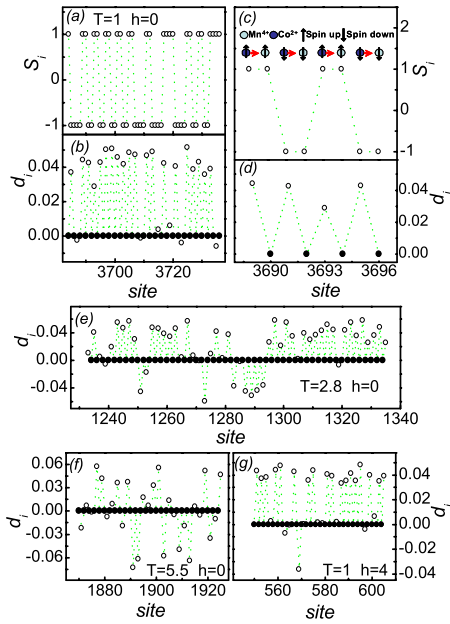 (a) T=1 h=0
S_i
1
0
-1
(b)
d_i
0.04
0.02
0.00
3700 3720
site
(c)
Mn⁴⁺ Co²⁺ Spin up Spin down
S_i
2
1
0
-1
(d)
d_i
0.04
0.02
0.00
3690 3693 3696
site
(e)
d_i
0.04
0.00
-0.04
T=2.8 h=0
1240 1260 1280 1300 1320 1340
site
(f)
d_i
0.06
0.03
0.00
-0.03
-0.06
T=5.5 h=0
1880 1900 1920
site
(g)
d_i
0.04
0.02
0.00
-0.02
-0.04
T=1 h=4
560 580 600
site